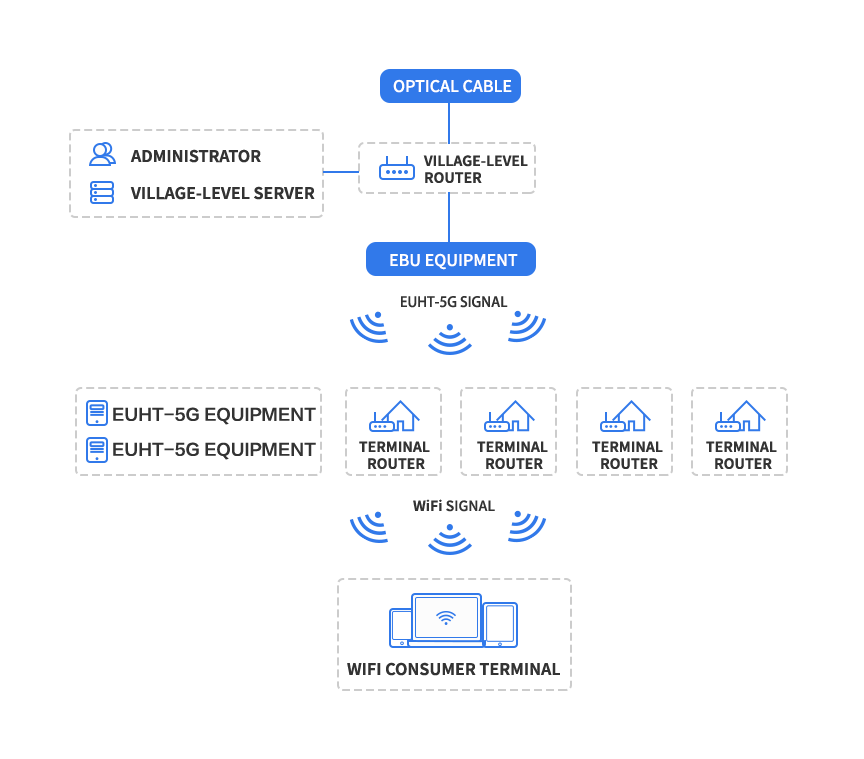 OPTICAL CABLE
ADMINISTRATOR
VILLAGE-LEVEL SERVER
VILLAGE-LEVEL
ROUTER
EBU EQUIPMENT
EUHT-5G SIGNAL
EUHT-5G EQUIPMENT
EUHT-5G EQUIPMENT
TERMINAL
ROUTER
TERMINAL
ROUTER
TERMINAL
ROUTER
TERMINAL
ROUTER
WiFi SIGNAL
WIFI CONSUMER TERMINAL